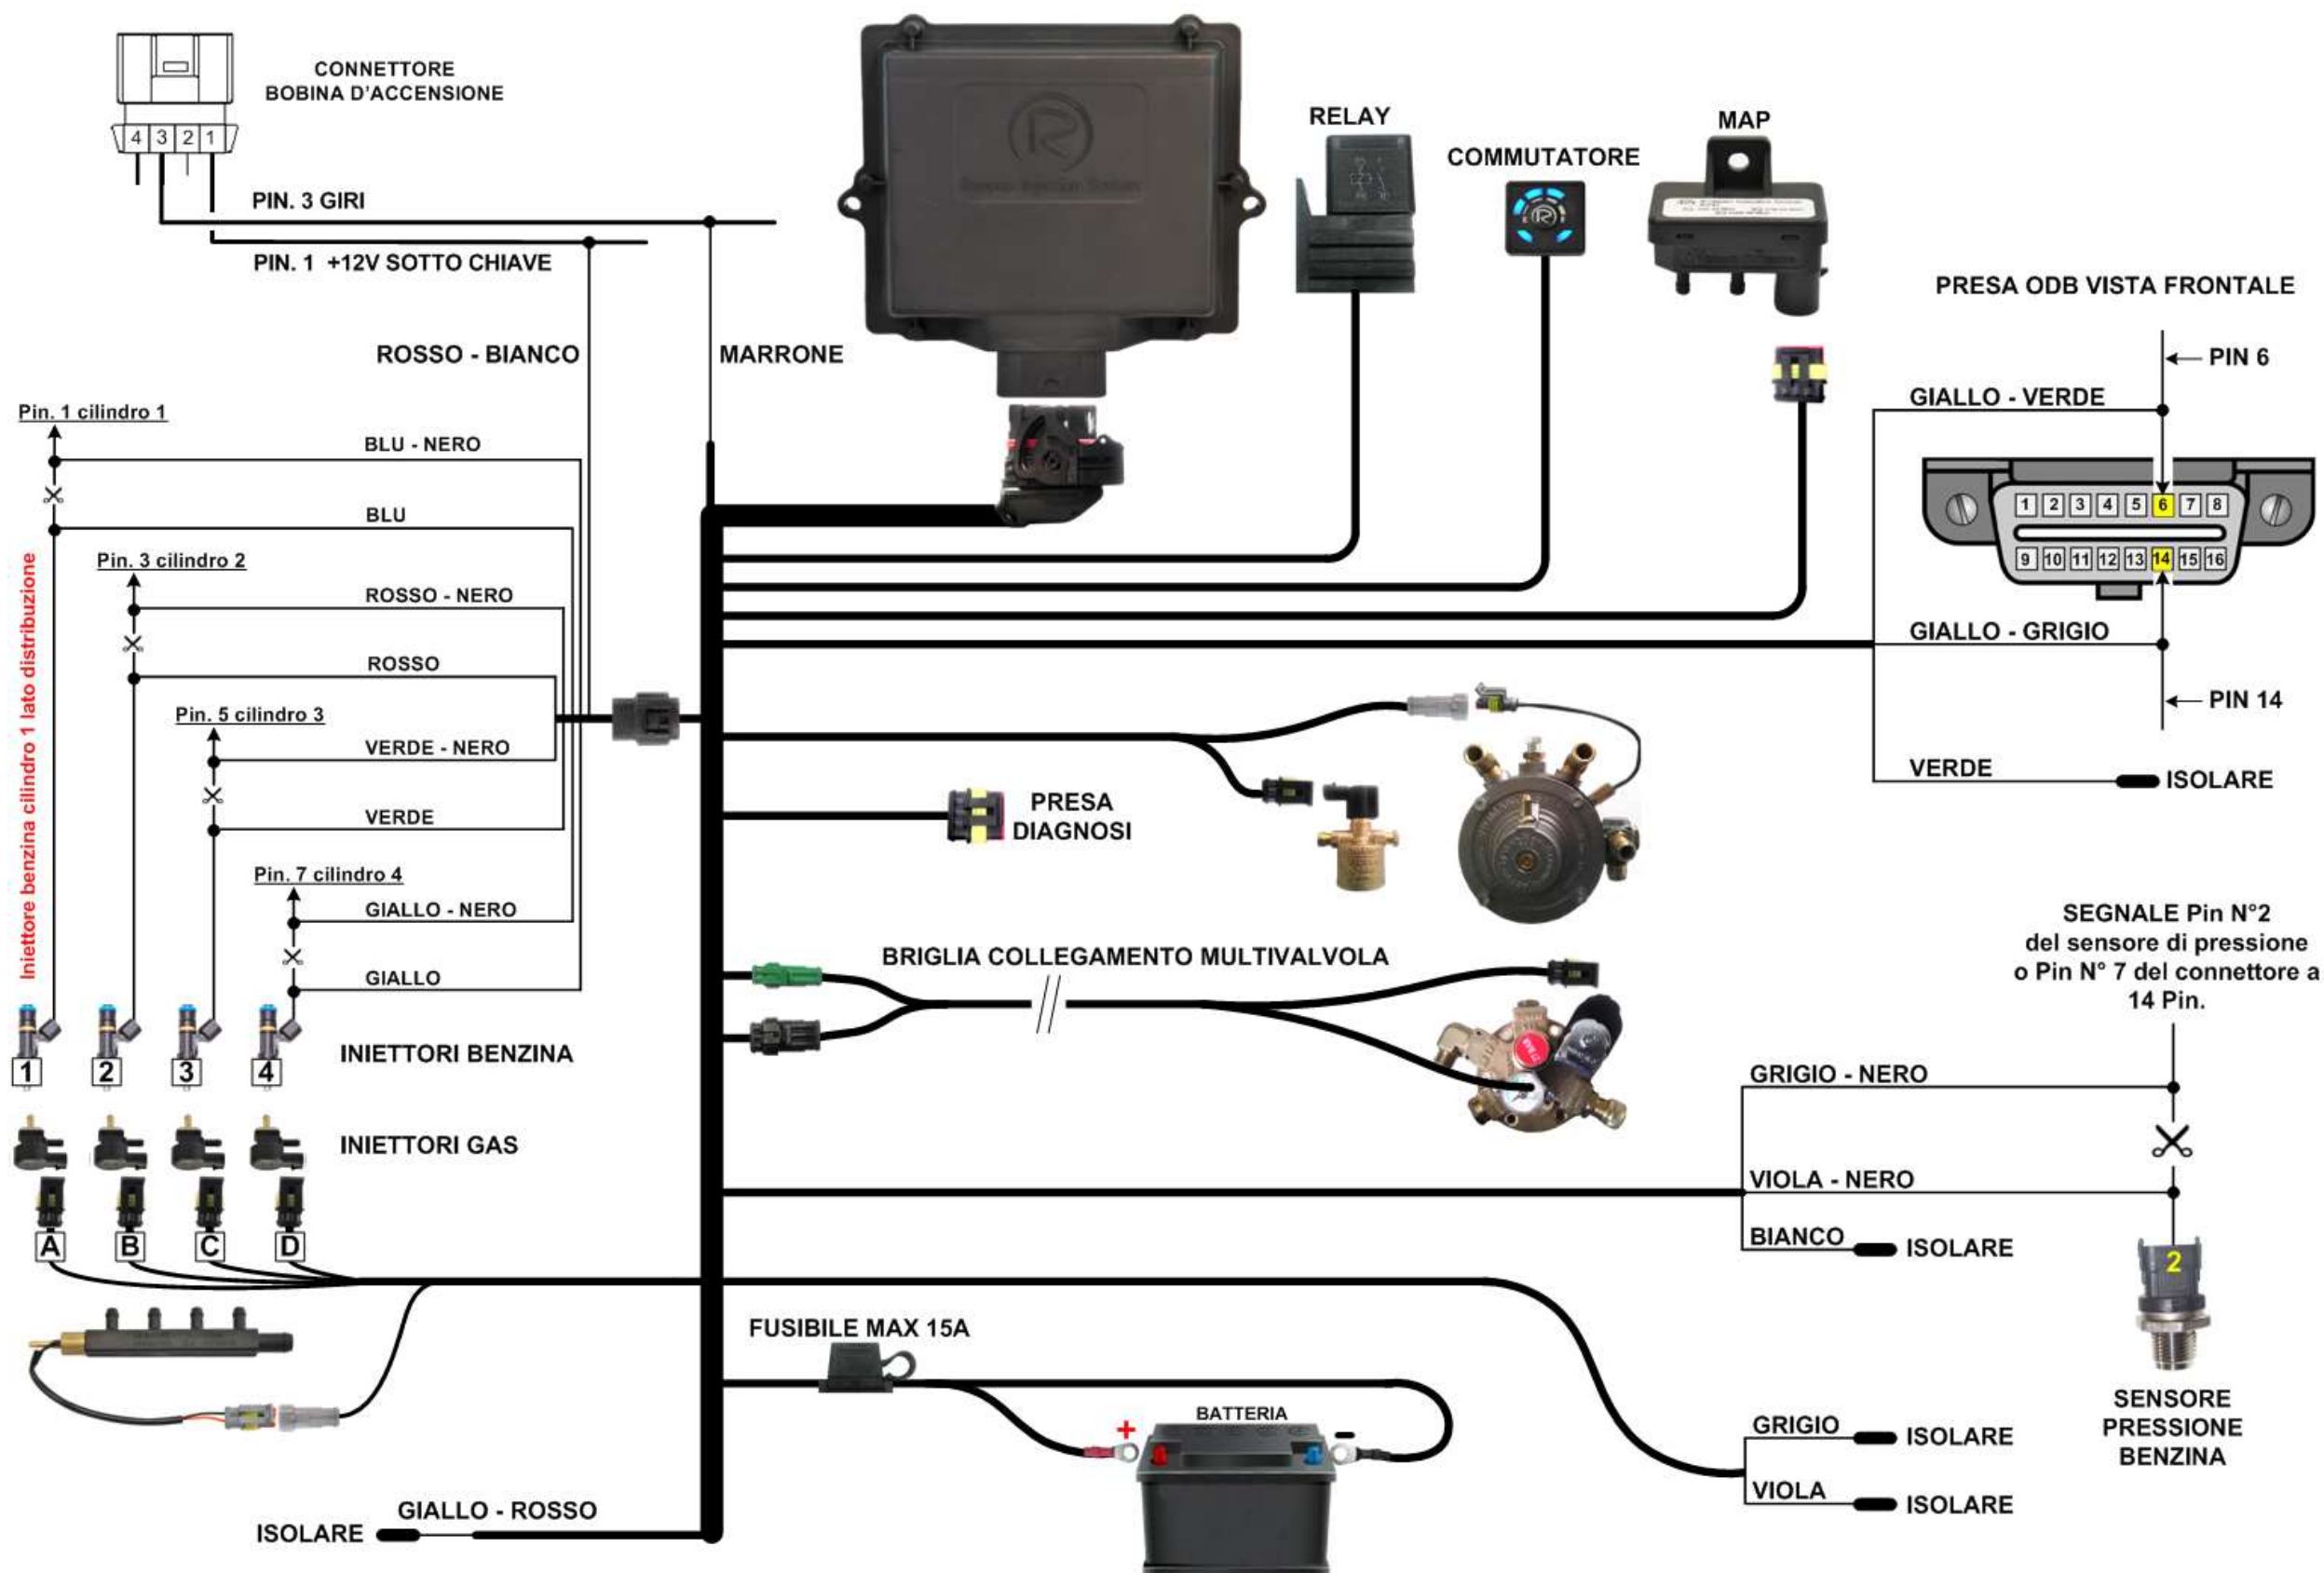 CONNETTORE
BOBINA D'ACCENSIONE
4 3 2 1
PIN. 3 GIRI
PIN. 1 +12V SOTTO CHIAVE
ROSSO - BIANCO
MARRONE
R
RELAY
COMMUTATORE
R
MAP
PRESA ODB VISTA FRONTALE
PIN 6
GIALLO - VERDE
1 2 3 4 5 6 7 8
9 10 11 12 13 14 15 16
GIALLO - GRIGIO
PIN 14
VERDE
ISOLARE
Pin. 1 cilindro 1
BLU - NERO
BLU
Pin. 3 cilindro 2
ROSSO - NERO
ROSSO
Pin. 5 cilindro 3
VERDE - NERO
VERDE
Pin. 7 cilindro 4
GIALLO - NERO
GIALLO
Iniettore benzina cilindro 1 lato distribuzione
1 2 3 4
INIETTORI BENZINA
INIETTORI GAS
A B C D
PRESA
DIAGNOSI
BRIGLIA COLLEGAMENTO MULTIVALVOLA
SEGNALE Pin N°2
del sensore di pressione
o Pin N° 7 del connettore a
14 Pin.
GRIGIO - NERO
VIOLA - NERO
BIANCO
ISOLARE
2
SENSORE
PRESSIONE
BENZINA
FUSIBILE MAX 15A
BATTERIA
+ -
GRIGIO
ISOLARE
VIOLA
ISOLARE
GIALLO - ROSSO
ISOLARE